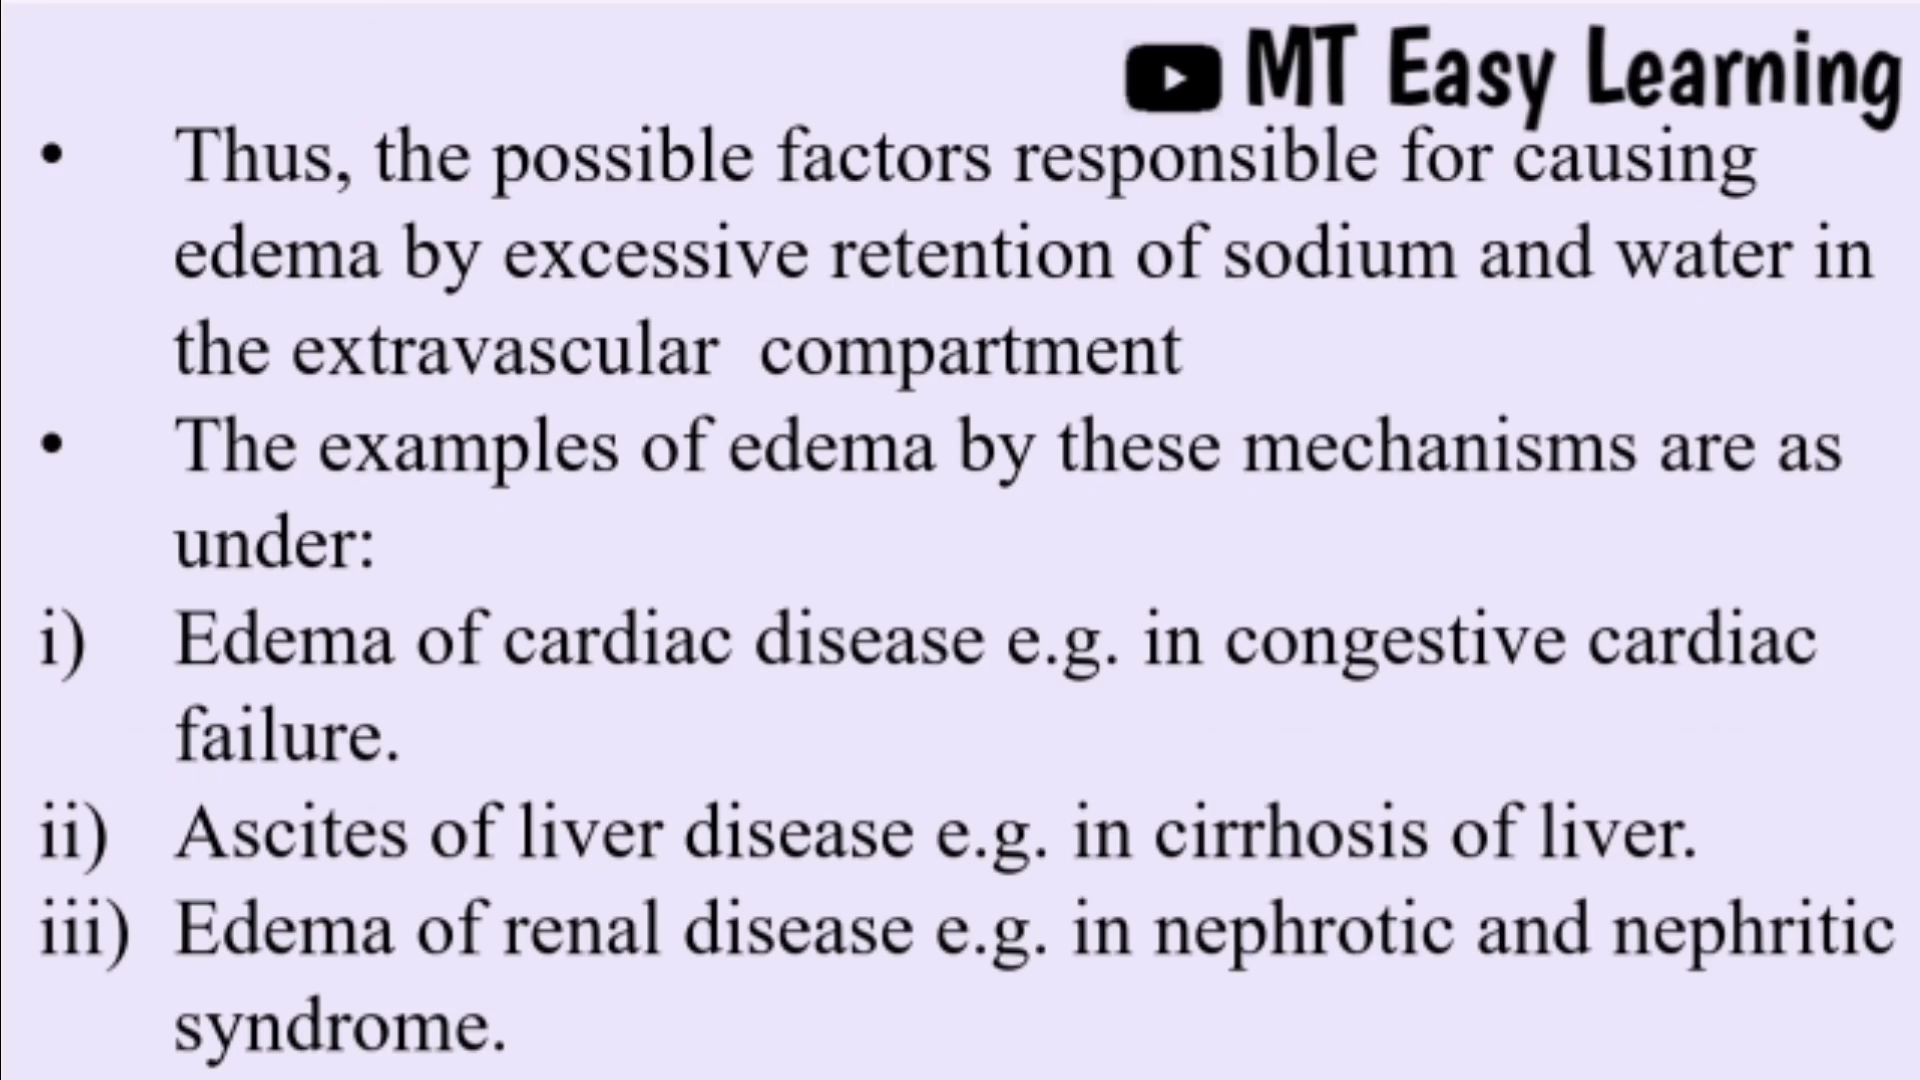 MT Easy Learning
• Thus, the possible factors responsible for causing
edema by excessive retention of sodium and water in
the extravascular compartment
• The examples of edema by these mechanisms are as
under:
i) Edema of cardiac disease e.g. in congestive cardiac
failure.
ii) Ascites of liver disease e.g. in cirrhosis of liver.
iii) Edema of renal disease e.g. in nephrotic and nephritic
syndrome.